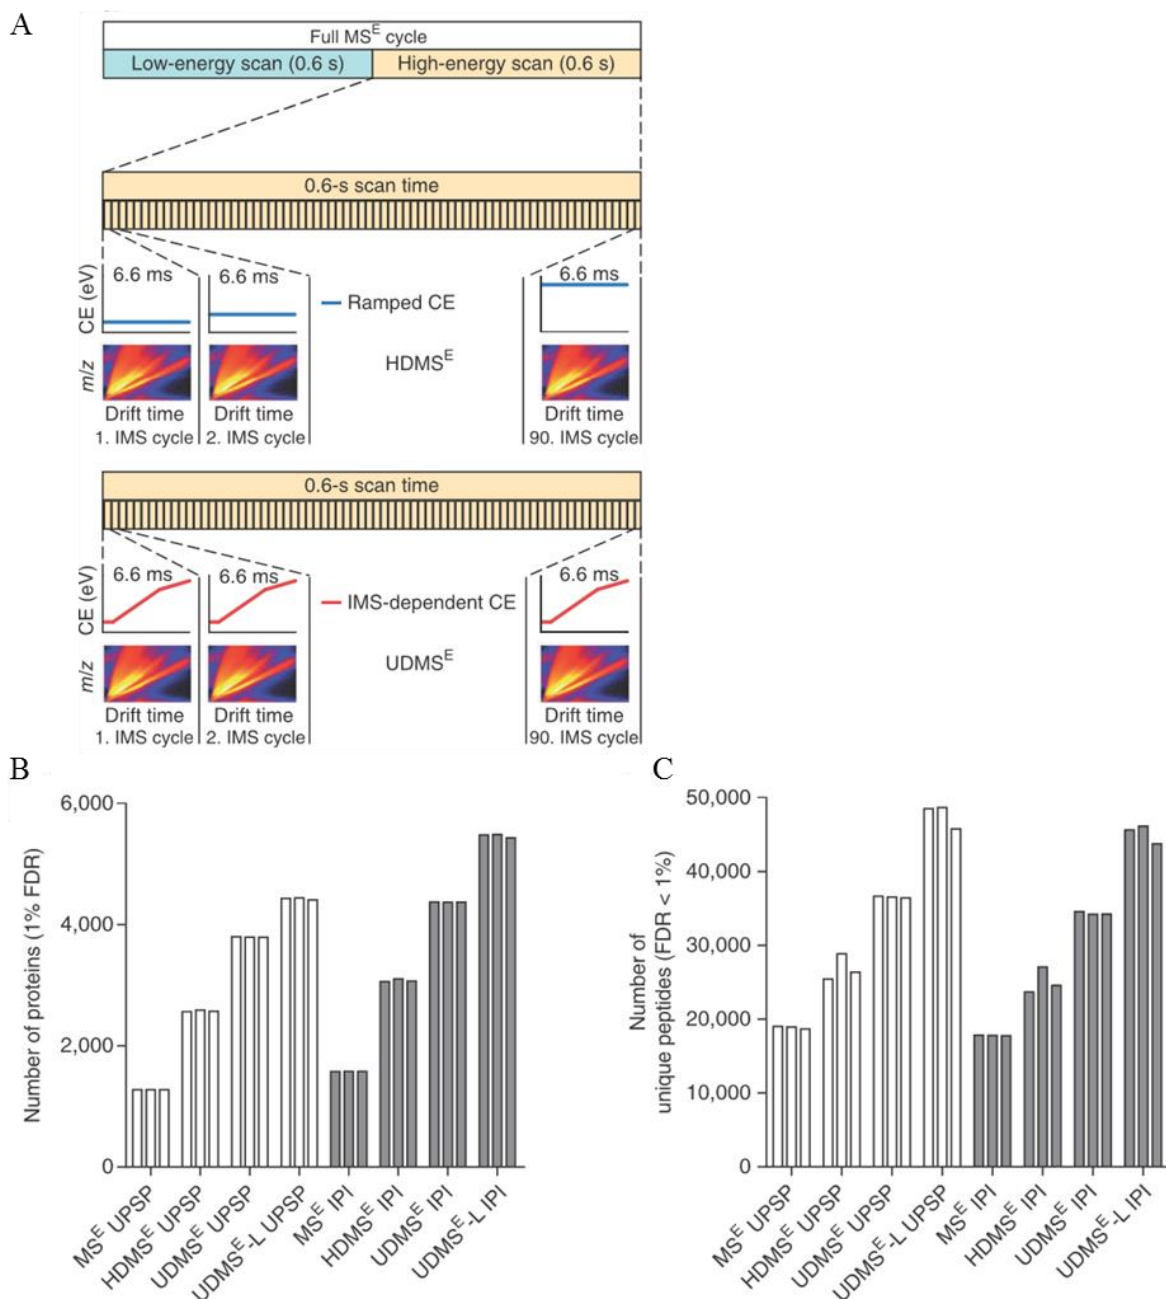 A
Full MS^E cycle
Low-energy scan (0.6 s) High-energy scan (0.6 s)
0.6-s scan time
CE (eV) 6.6 ms 6.6 ms Ramped CE 6.6 ms
m/z HDMS^E
Drift time Drift time Drift time
1. IMS cycle 2. IMS cycle 90. IMS cycle
0.6-s scan time
CE (eV) 6.6 ms 6.6 ms IMS-dependent CE 6.6 ms
m/z UDMS^E
Drift time Drift time Drift time
1. IMS cycle 2. IMS cycle 90. IMS cycle
B
Number of proteins (1% FDR)
6,000
4,000
2,000
0
MS^E UPSP
HDMS^E UPSP
UDMS^E UPSP
UDMS^E-L UPSP
MS^E IPI
HDMS^E IPI
UDMS^E IPI
UDMS^E-L IPI
C
Number of
unique peptides (FDR < 1%)
50,000
40,000
30,000
20,000
10,000
0
MS^E UPSP
HDMS^E UPSP
UDMS^E UPSP
UDMS^E-L UPSP
MS^E IPI
HDMS^E IPI
UDMS^E IPI
UDMS^E-L IPI